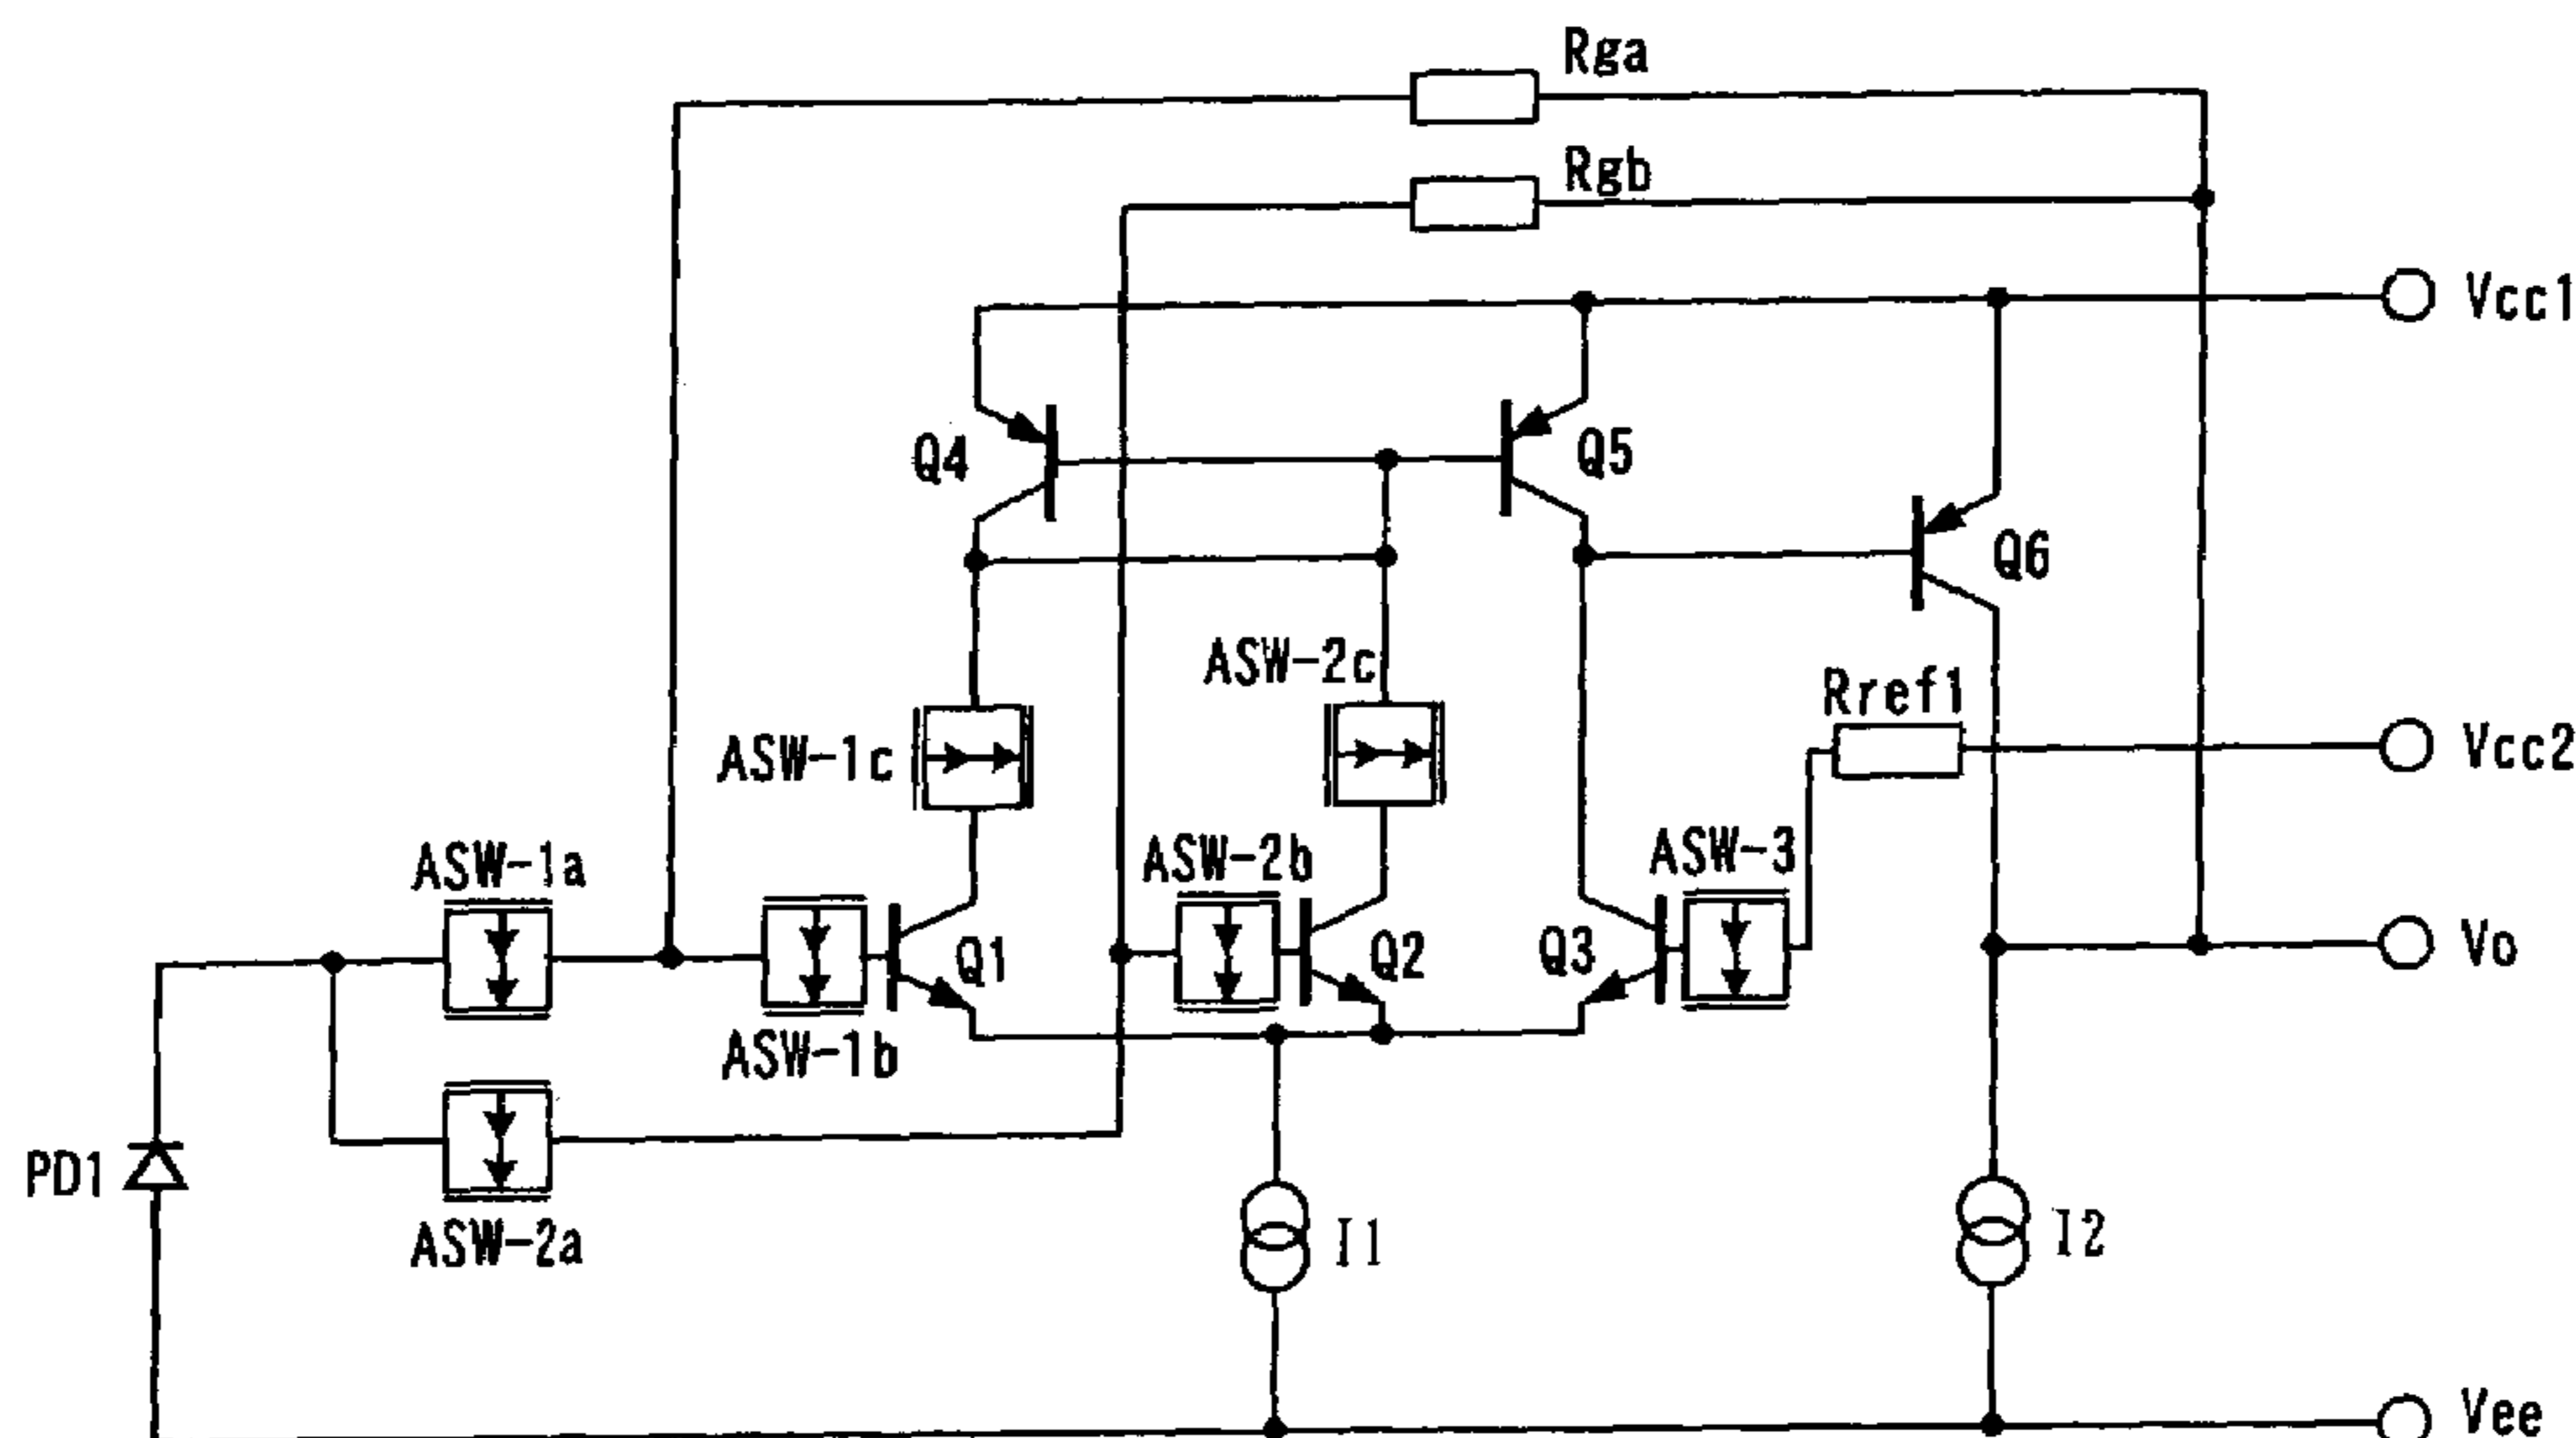 Rga
Rgb
Vcc1
Q4
Q5
Q6
ASW-2c
Rref1
ASW-1c
Vcc2
ASW-1a
ASW-2b
ASW-3
Q1
Q2
Q3
Vo
ASW-1b
PD1
ASW-2a
I1
I2
Vee